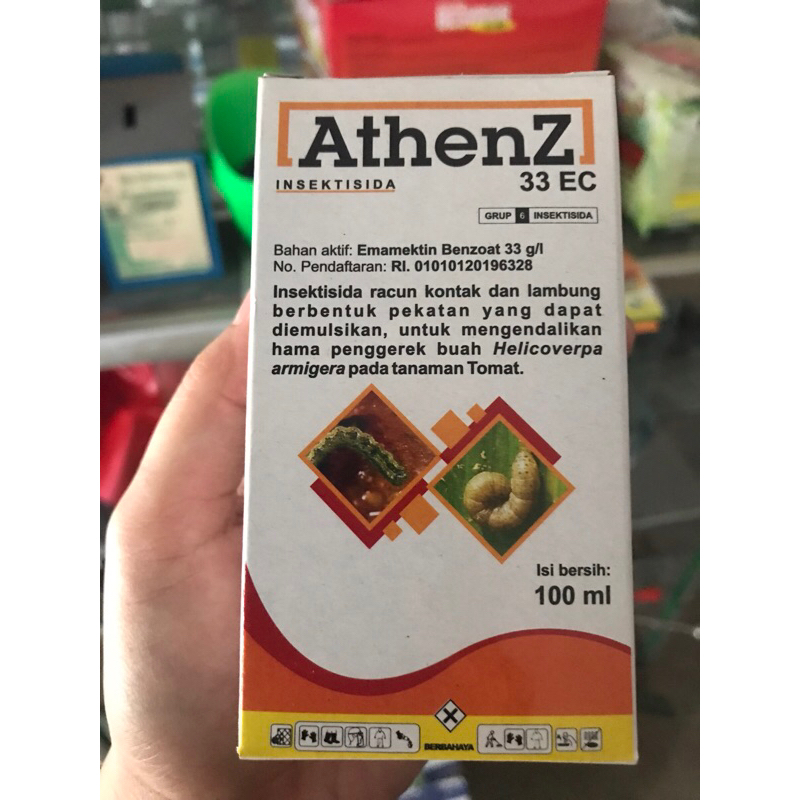 AthenZ
INSEKTISIDA
33 EC
GRUP 6 INSEKTISIDA
Bahan aktif: Emamektin Benzoat 33 g/l
No. Pendaftaran: RI. 01010120196328
Insektisida racun kontak dan lambung
berbentuk pekatan yang dapat
diemulsikan, untuk mengendalikan
hama penggerek buah Helicoverpa
armigera pada tanaman Tomat.
Isi bersih:
100 ml
BERBAHAYA